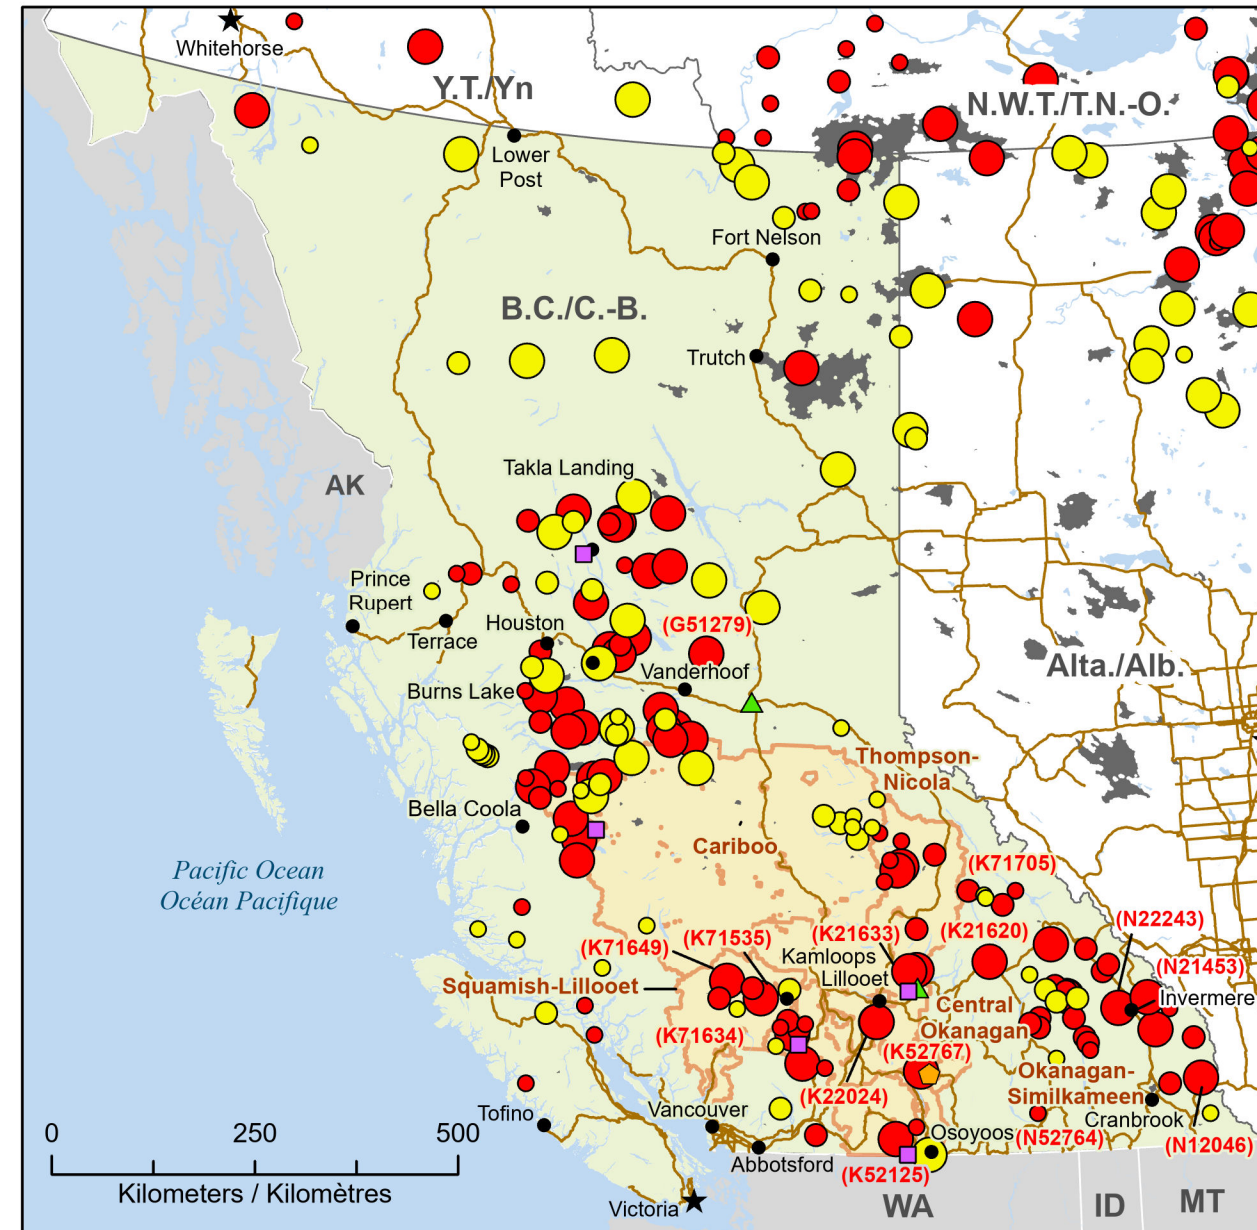 Whitehorse
Y.T./Yn
N.W.T./T.N.-O.
Lower
Post
Fort Nelson
B.C./C.-B.
Trutch
Takla Landing
AK
Prince
Rupert
Houston
(G51279)
Terrace
Vanderhoof
Alta./Alb.
Burns Lake
Thompson-
Nicola
Bella Coola
Cariboo
Pacific Ocean
Océan Pacifique
(K71705)
(N22243)
(K71649)
(K71535)
(K21633)
(K21620)
Kamloops
Lillooet
(N21453)
Squamish-Lillooet
Central
Okanagan
Invermere
(K71634)
(K52767)
Okanagan-
Similkameen
(K22024)
Tofino
Vancouver
Cranbrook
0 250 500
Osoyoos
(N52764)
(N12046)
Abbotsford
(K52125)
Kilometers / Kilomètres
Victoria
WA
ID
MT